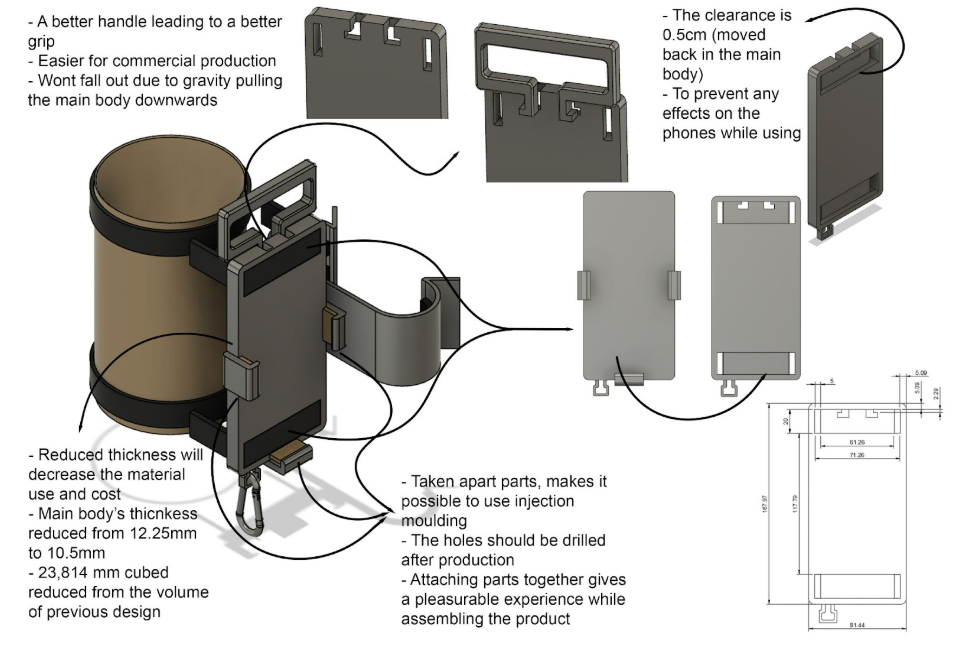 - A better handle leading to a better
grip
- Easier for commercial production
- Wont fall out due to gravity pulling
the main body downwards
- The clearance is
0.5cm (moved
back in the main
body)
- To prevent any
effects on the
phones while using
- Reduced thickness will
decrease the material
use and cost
- Main body's thicnkess
reduced from 12.25mm
to 10.5mm
- 23,814 mm cubed
reduced from the volume
of previous design
- Taken apart parts, makes it
possible to use injection
moulding
- The holes should be drilled
after production
- Attaching parts together gives
a pleasurable experience while
assembling the product
5
5.09
5.09
2.29
20
61.26
71.26
167.97
117.79
81.44